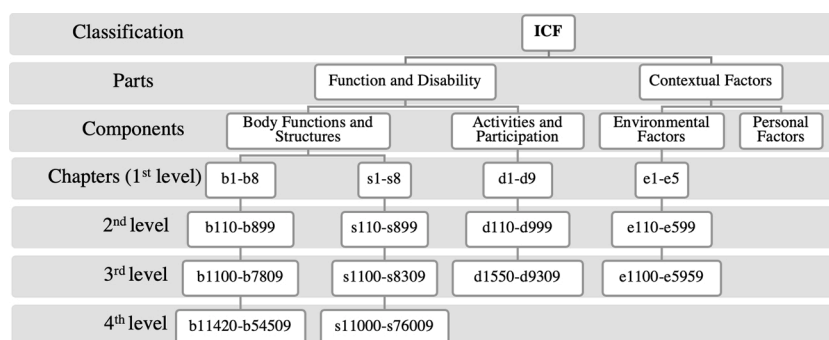 Classification
ICF
Parts
Function and Disability
Contextual Factors
Components
Body Functions and
Structures
Activities and
Participation
Environmental
Factors
Personal
Factors
Chapters (1st level)
b1-b8
s1-s8
d1-d9
e1-e5
2nd level
b110-b899
s110-s899
d110-d999
e110-e599
3rd level
b1100-b7809
s1100-s8309
d1550-d9309
e1100-e5959
4th level
b11420-b54509
s11000-s76009